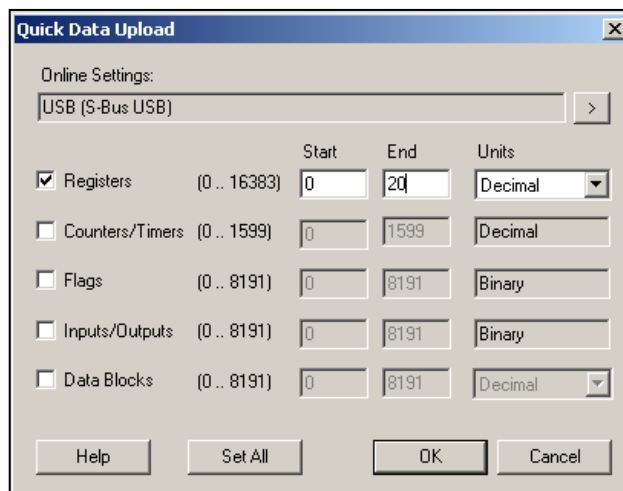 Quick Data Upload
Online Settings:
USB (S-Bus USB)
>
Start End Units
Registers (0 .. 16383) 0 20 Decimal
Counters/Timers (0 .. 1599) 0 1599 Decimal
Flags (0 .. 8191) 0 8191 Binary
Inputs/Outputs (0 .. 8191) 0 8191 Binary
Data Blocks (0 .. 8191) 0 8191 Decimal
Help Set All OK Cancel